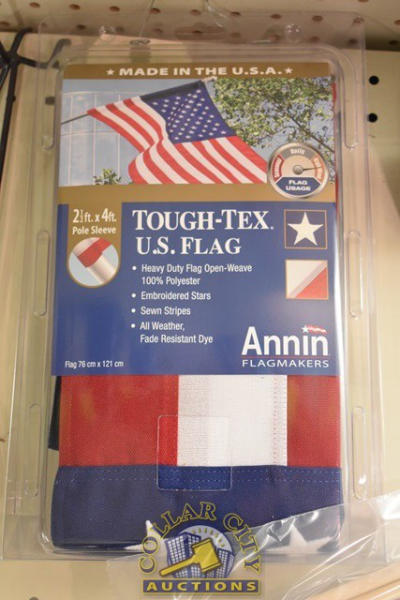 ★ MADE IN THE U.S.A. ★
Daily
FLAG
USAGE
2½ft. x 4ft.
Pole Sleeve
TOUGH-TEX®
U.S. FLAG
• Heavy Duty Flag Open-Weave
100% Polyester
• Embroidered Stars
• Sewn Stripes
• All Weather,
Fade Resistant Dye
Flag 76 cm x 121 cm
Annin
FLAGMAKERS
COLLAR CITY
AUCTIONS